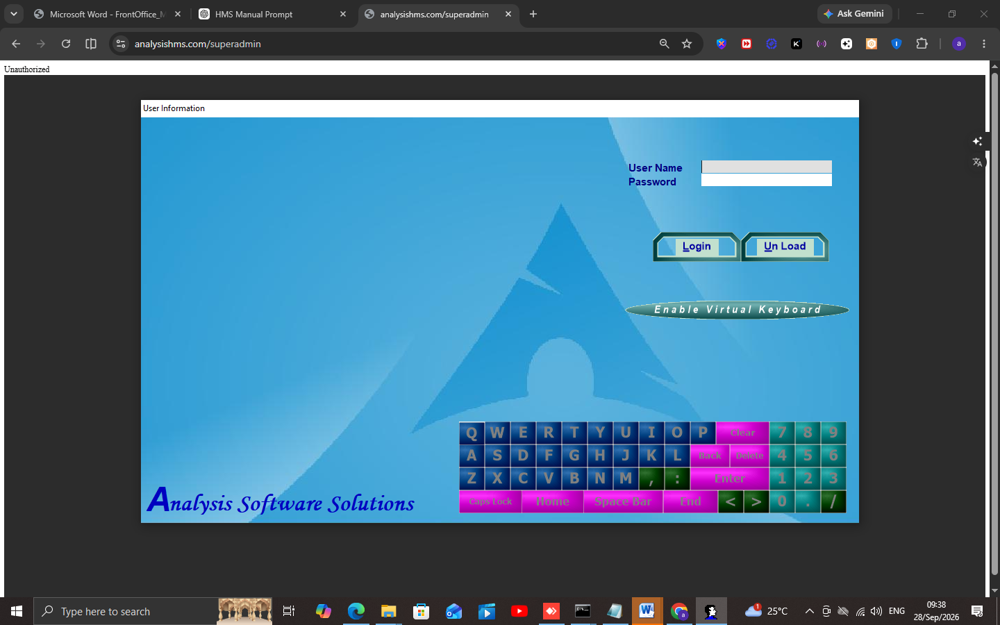 Microsoft Word - FrontOffice_M
HMS Manual Prompt
analysishms.com/superadmin
Ask Gemini
analysishms.com/superadmin
a
Unauthorized
User Information
User Name
Password
Login
Un Load
Enable Virtual Keyboard
Q W E R T Y U I O P Clear 7 8 9
A S D F G H J K L Back Delete 4 5 6
Z X C V B N M , : Enter 1 2 3
Caps Lock Home Space Bar End < > 0 . /
Analysis Software Solutions
Type here to search
1
25°C
ENG
09:38
28/Sep/2026